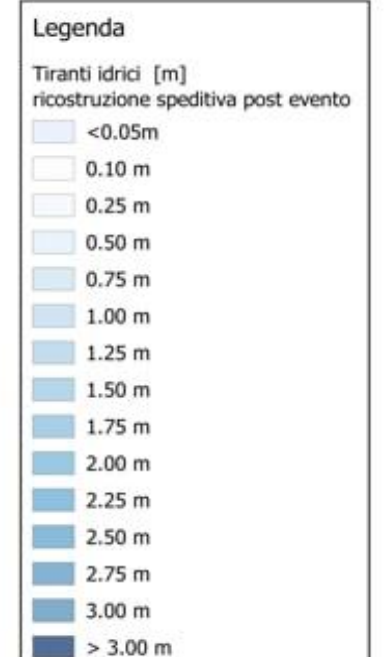 Legenda
Tiranti idrici [m]
ricostruzione speditiva post evento
<0.05m
0.10 m
0.25 m
0.50 m
0.75 m
1.00 m
1.25 m
1.50 m
1.75 m
2.00 m
2.25 m
2.50 m
2.75 m
3.00 m
> 3.00 m